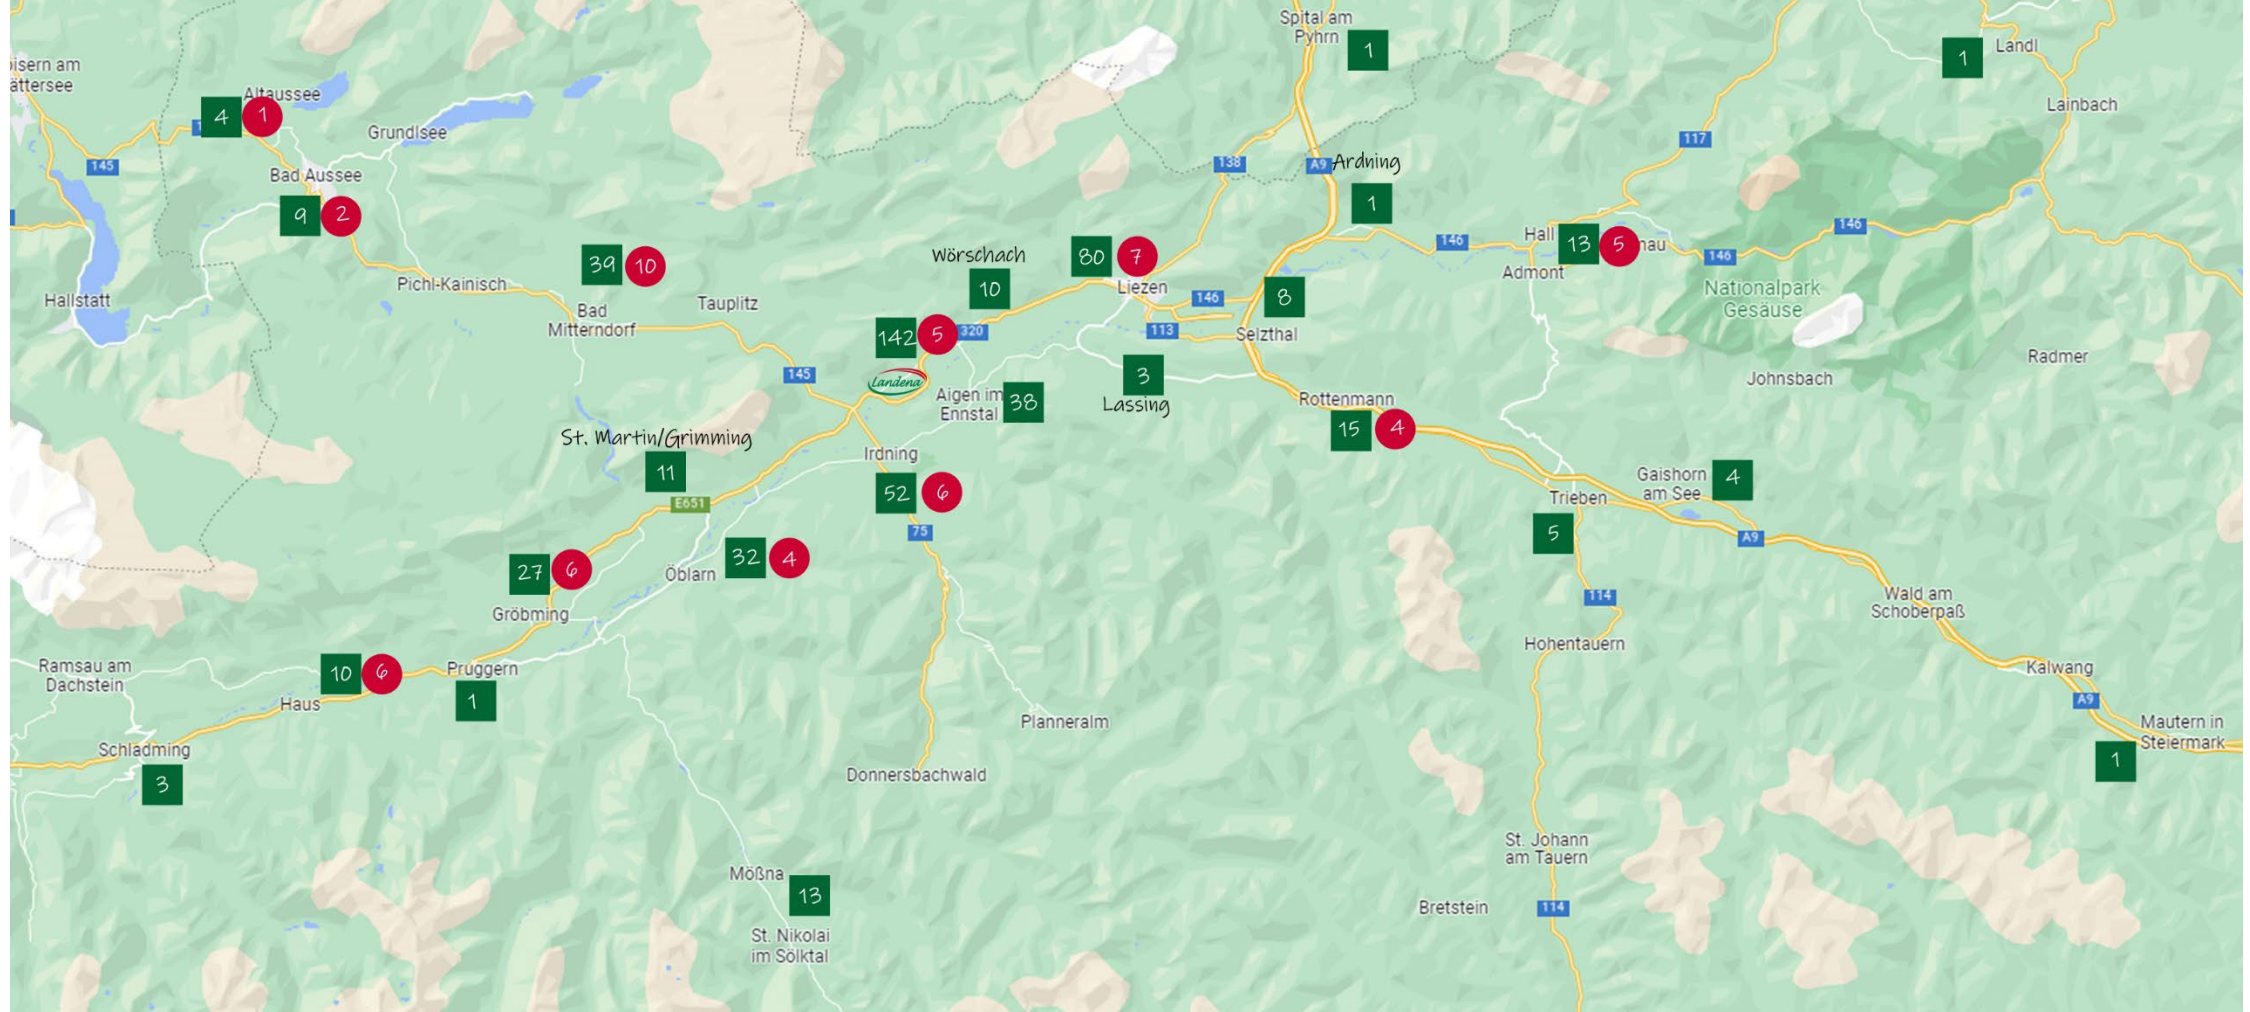 Spital am
Pyhrn
1
1
Landl
isern am
ättersee
Altaussee
4
1
Lainbach
Grundlsee
145
117
138
A9
Ardning
Bad Aussee
9
2
1
146
146
146
Hall
13
5
nau
Admont
Wörschach
80
7
39
10
Pichl-Kainisch
Liezen
10
146
8
Nationalpark
Gesäuse
Hallstatt
Bad
Mitterndorf
Tauplitz
142
5
320
113
Selzthal
Radmer
145
Landena
3
Johnsbach
Aigen im
Ennstal
38
Lassing
Rottenmann
15
4
St. Martin/Grimming
11
Irdning
52
6
Gaishorn
am See
4
Trieben
E651
75
5
A9
27
6
32
4
Öblarn
Gröbming
114
Wald am
Schoberpaß
Hohentauern
Ramsau am
Dachstein
10
6
Pruggern
1
Kalwang
Haus
A9
Planneralm
Mautern in
Steiermark
1
Schladming
3
Donnersbachwald
St. Johann
am Tauern
Mößna
13
Bretstein
114
St. Nikolai
im Sölktal